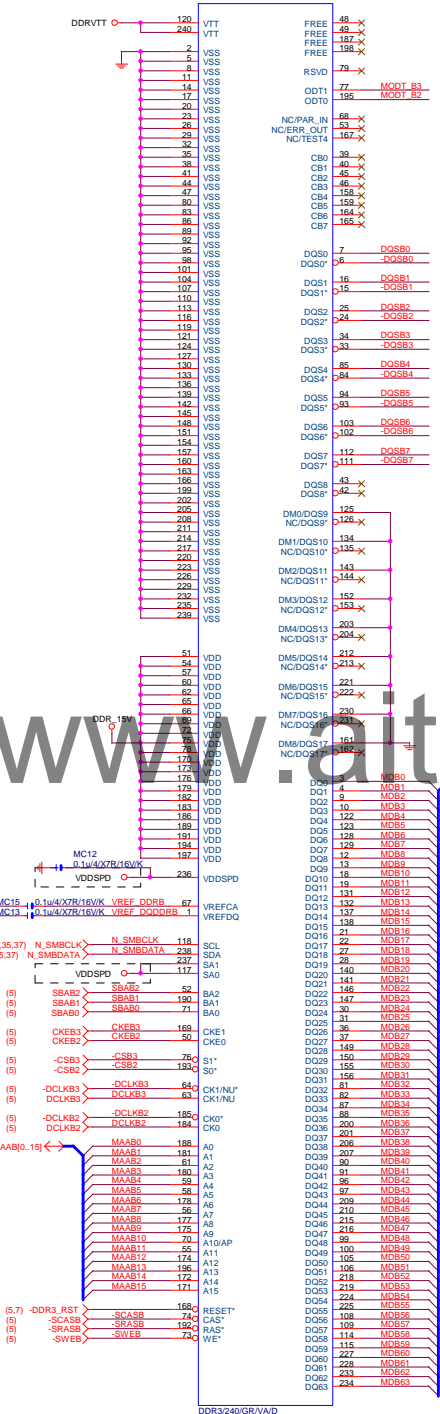 DDRVTT 120 VTT
240 VTT
2 VSS
5 VSS
8 VSS
11 VSS
14 VSS
17 VSS
20 VSS
23 VSS
26 VSS
29 VSS
32 VSS
35 VSS
38 VSS
41 VSS
44 VSS
47 VSS
80 VSS
83 VSS
86 VSS
89 VSS
92 VSS
95 VSS
98 VSS
101 VSS
104 VSS
107 VSS
110 VSS
113 VSS
116 VSS
119 VSS
121 VSS
124 VSS
127 VSS
130 VSS
133 VSS
136 VSS
139 VSS
142 VSS
145 VSS
148 VSS
151 VSS
154 VSS
157 VSS
160 VSS
163 VSS
166 VSS
199 VSS
202 VSS
205 VSS
208 VSS
211 VSS
214 VSS
217 VSS
220 VSS
223 VSS
226 VSS
229 VSS
232 VSS
235 VSS
239 VSS
51 VDD
54 VDD
57 VDD
60 VDD
62 VDD
65 VDD
66 VDD
DDR_15V 69 VDD
72 VDD
75 VDD
78 VDD
170 VDD
173 VDD
176 VDD
179 VDD
182 VDD
183 VDD
186 VDD
189 VDD
191 VDD
194 VDD
197 VDD
MC12
0.1u/4/X7R/16V/K
VDDSPD 236 VDDSPD
MC15 0.1u/4/X7R/16V/K VREF_DDRB 67 VREFCA
MC13 0.1u/4/X7R/16V/K VREF_DQDDRB 1 VREFDQ
,35,37) N_SMBCLK N_SMBCLK 118 SCL
5,37) N_SMBDATA N_SMBDATA 238 SDA
237 SA1
VDDSPD 117 SA0
(5) SBAB2 SBAB2 52 BA2
(5) SBAB1 SBAB1 190 BA1
(5) SBAB0 SBAB0 71 BA0
(5) CKEB3 CKEB3 169 CKE1
(5) CKEB2 CKEB2 50 CKE0
(5) -CSB3 -CSB3 76 S1*
(5) -CSB2 -CSB2 193 S0*
(5) -DCLKB3 -DCLKB3 64 CK1/NU*
(5) DCLKB3 DCLKB3 63 CK1/NU
(5) -DCLKB2 -DCLKB2 185 CK0*
(5) DCLKB2 DCLKB2 184 CK0
AAB[0..15] MAAB0 188 A0
MAAB1 181 A1
MAAB2 61 A2
MAAB3 180 A3
MAAB4 59 A4
MAAB5 58 A5
MAAB6 178 A6
MAAB7 56 A7
MAAB8 177 A8
MAAB9 175 A9
MAAB10 70 A10/AP
MAAB11 55 A11
MAAB12 174 A12
MAAB13 196 A13
MAAB14 172 A14
MAAB15 171 A15
(5,7) -DDR3_RST 168 RESET*
(5) -SCASB -SCASB 74 CAS*
(5) -SRASB -SRASB 192 RAS*
(5) -SWEB -SWEB 73 WE*
FREE 48
FREE 49
FREE 187
FREE 198
RSVD 79
ODT1 77 MODT_B3
ODT0 195 MODT_B2
NC/PAR_IN 68
NC/ERR_OUT 53
NC/TEST4 167
CB0 39
CB1 40
CB2 45
CB3 46
CB4 158
CB5 159
CB6 164
CB7 165
DQS0 7 DQSB0
DQS0* 6 -DQSB0
DQS1 16 DQSB1
DQS1* 15 -DQSB1
DQS2 25 DQSB2
DQS2* 24 -DQSB2
DQS3 34 DQSB3
DQS3* 33 -DQSB3
DQS4 85 DQSB4
DQS4* 84 -DQSB4
DQS5 94 DQSB5
DQS5* 93 -DQSB5
DQS6 103 DQSB6
DQS6* 102 -DQSB6
DQS7 112 DQSB7
DQS7* 111 -DQSB7
DQS8 43
DQS8* 42
DM0/DQS9 125
NC/DQS9* 126
DM1/DQS10 134
NC/DQS10* 135
DM2/DQS11 143
NC/DQS11* 144
DM3/DQS12 152
NC/DQS12* 153
DM4/DQS13 203
NC/DQS13* 204
DM5/DQS14 212
NC/DQS14* 213
DM6/DQS15 221
NC/DQS15* 222
DM7/DQS16 230
NC/DQS16* 231
DM8/DQS17 161
NC/DQS17* 162
DQ0 3 MDB0
DQ1 4 MDB1
DQ2 9 MDB2
DQ3 10 MDB3
DQ4 122 MDB4
DQ5 123 MDB5
DQ6 128 MDB6
DQ7 129 MDB7
DQ8 12 MDB8
DQ9 13 MDB9
DQ10 18 MDB10
DQ11 19 MDB11
DQ12 131 MDB12
DQ13 132 MDB13
DQ14 137 MDB14
DQ15 138 MDB15
DQ16 21 MDB16
DQ17 22 MDB17
DQ18 27 MDB18
DQ19 28 MDB19
DQ20 140 MDB20
DQ21 141 MDB21
DQ22 146 MDB22
DQ23 147 MDB23
DQ24 30 MDB24
DQ25 31 MDB25
DQ26 36 MDB26
DQ27 37 MDB27
DQ28 149 MDB28
DQ29 150 MDB29
DQ30 155 MDB30
DQ31 156 MDB31
DQ32 81 MDB32
DQ33 82 MDB33
DQ34 87 MDB34
DQ35 88 MDB35
DQ36 200 MDB36
DQ37 201 MDB37
DQ38 206 MDB38
DQ39 207 MDB39
DQ40 90 MDB40
DQ41 91 MDB41
DQ42 96 MDB42
DQ43 97 MDB43
DQ44 209 MDB44
DQ45 210 MDB45
DQ46 215 MDB46
DQ47 216 MDB47
DQ48 99 MDB48
DQ49 100 MDB49
DQ50 105 MDB50
DQ51 106 MDB51
DQ52 218 MDB52
DQ53 219 MDB53
DQ54 224 MDB54
DQ55 225 MDB55
DQ56 108 MDB56
DQ57 109 MDB57
DQ58 114 MDB58
DQ59 115 MDB59
DQ60 227 MDB60
DQ61 228 MDB61
DQ62 233 MDB62
DQ63 234 MDB63
DDR3/240/GR/VA/D
www.ait